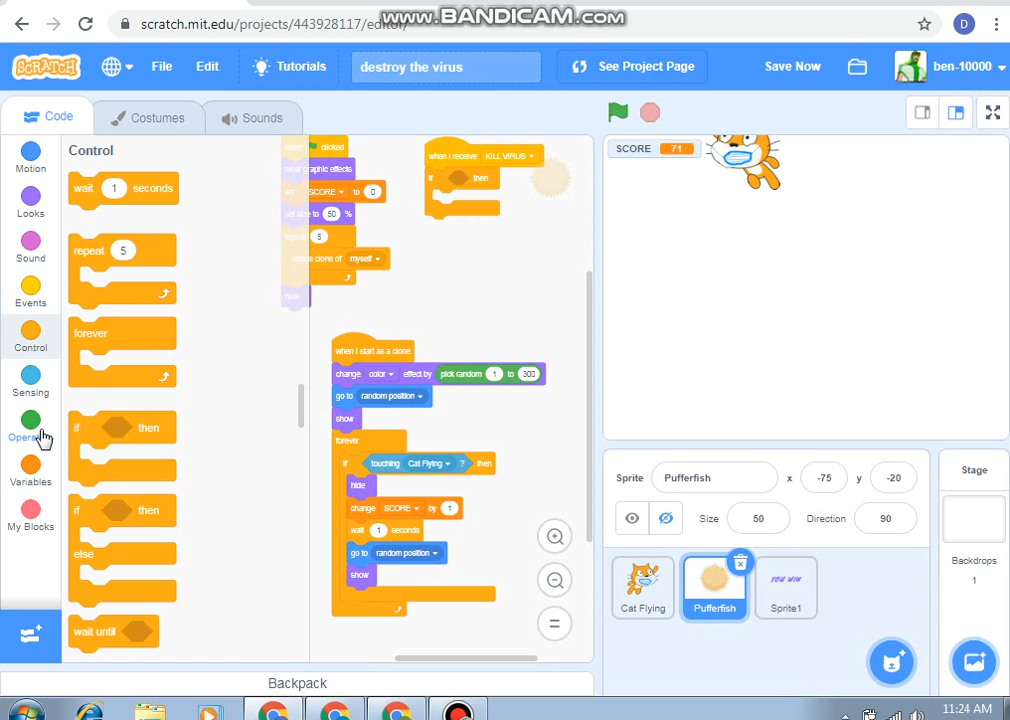 www.BANDICAM.com
scratch.mit.edu/projects/443928117/editor/
D
SCRATCH File Edit Tutorials destroy the virus See Project Page Save Now ben-10000
Code Costumes Sounds
Motion
Looks
Sound
Events
Control
Sensing
Variables
My Blocks
Control
wait 1 seconds
repeat 5
forever
if then
if then
else
wait until
clicked
clear graphic effects
set SCORE to 0
set size to 50 %
repeat 5
create clone of myself
hide
when I receive KILL VIRUS
if then
when I start as a clone
change color effect by pick random 1 to 300
go to random position
show
forever
if touching Cat Flying ? then
hide
change SCORE by 1
wait 1 seconds
go to random position
show
Backpack
SCORE 71
Sprite Pufferfish x -75 y -20
Size 50 Direction 90
Cat Flying
Pufferfish
YOU WIN
Sprite1
Stage
Backdrops
1
11:24 AM